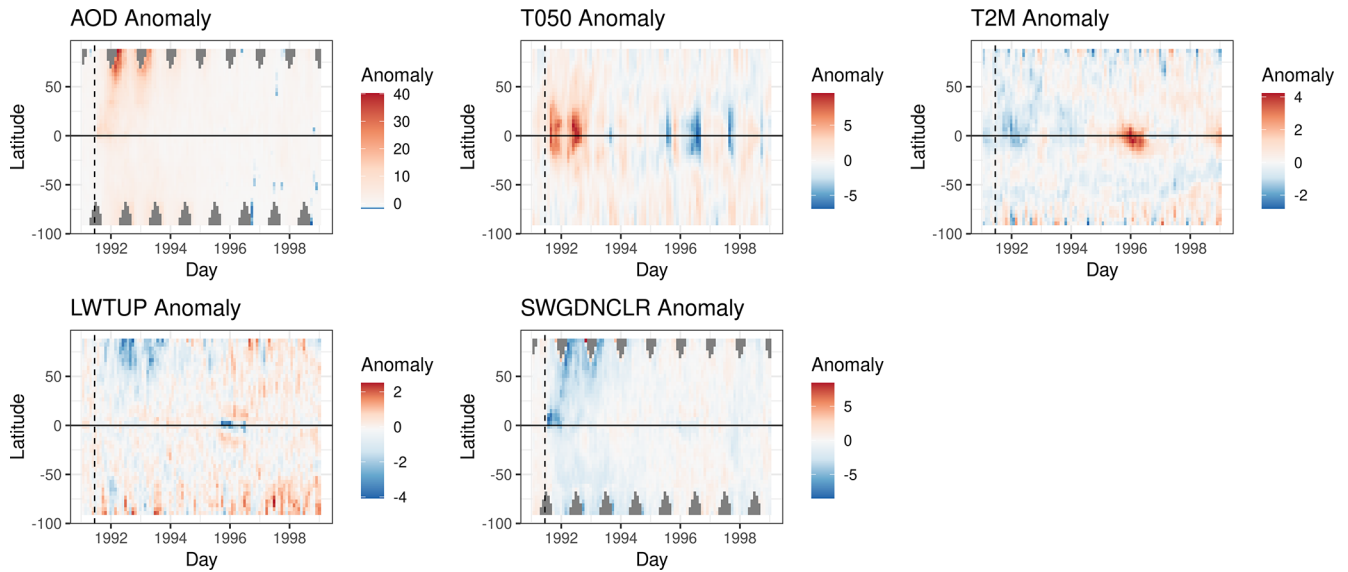 AOD Anomaly
Latitude
50
0
-50
-100
1992
1994
1996
1998
Day
Anomaly
40
30
20
10
0
T050 Anomaly
Latitude
50
0
-50
-100
1992
1994
1996
1998
Day
Anomaly
5
0
-5
T2M Anomaly
Latitude
50
0
-50
-100
1992
1994
1996
1998
Day
Anomaly
4
2
0
-2
LWTUP Anomaly
Latitude
50
0
-50
-100
1992
1994
1996
1998
Day
Anomaly
2
0
-2
-4
SWGDNCLR Anomaly
Latitude
50
0
-50
-100
1992
1994
1996
1998
Day
Anomaly
5
0
-5